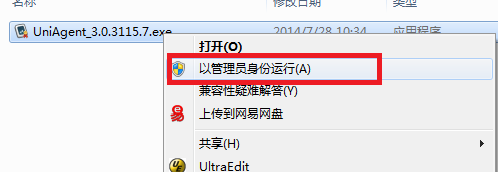 修改日期
类型
UniAgent_3.0.3115.7.exe
2014/7/28 10:34
应用程序
打开(O)
以管理员身份运行(A)
兼容性疑难解答(Y)
上传到网易网盘
共享(H)
UltraEdit